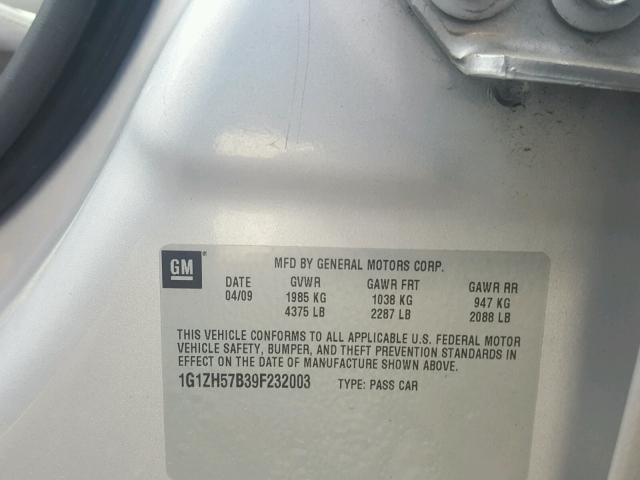 GM ® MFD BY GENERAL MOTORS CORP.
DATE GVWR GAWR FRT GAWR RR
04/09 1985 KG 1038 KG 947 KG
4375 LB 2287 LB 2088 LB
THIS VEHICLE CONFORMS TO ALL APPLICABLE U.S. FEDERAL MOTOR
VEHICLE SAFETY, BUMPER, AND THEFT PREVENTION STANDARDS IN
EFFECT ON THE DATE OF MANUFACTURE SHOWN ABOVE.
1G1ZH57B39F232003 TYPE: PASS CAR